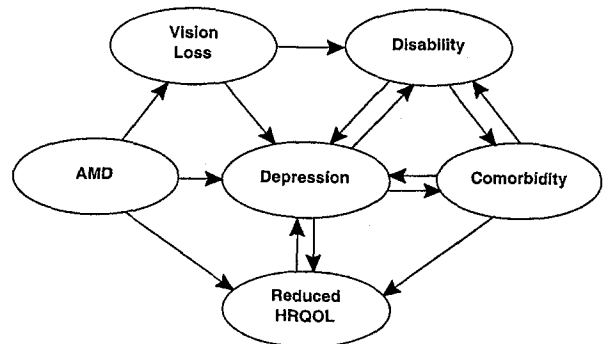 Vision
Loss
Disability
AMD
Depression
Comorbidity
Reduced
HRQOL